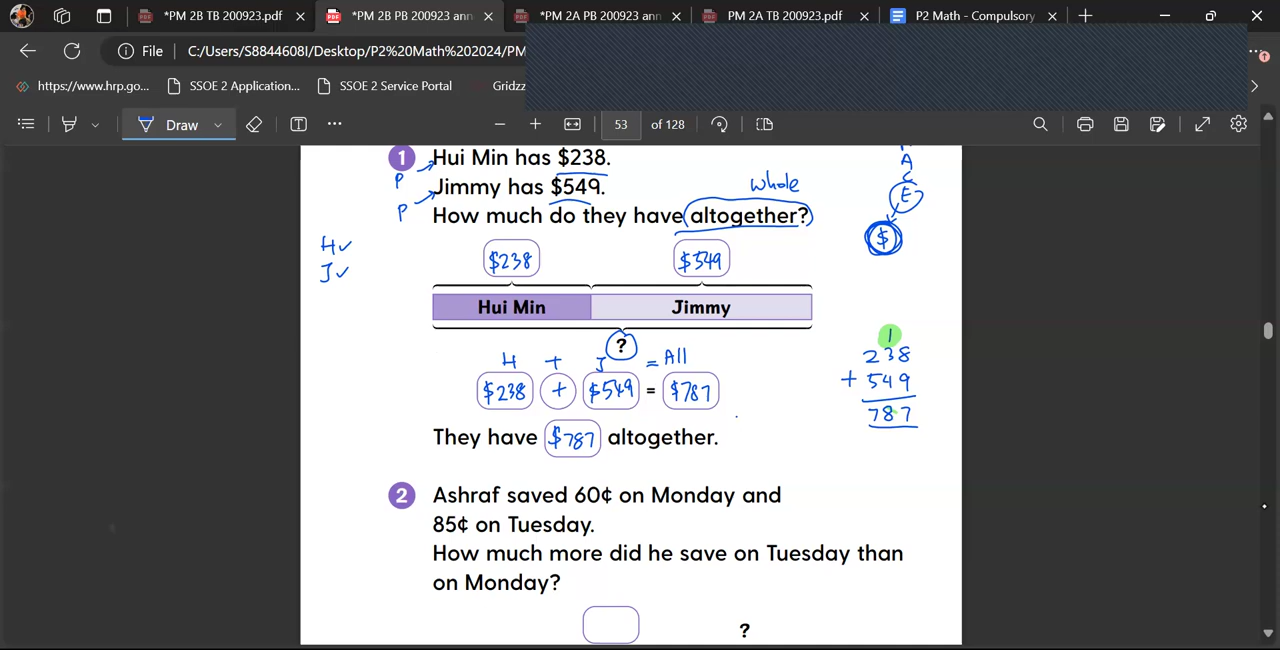 *PM 2B TB 200923.pdf
*PM 2B PB 200923 ann
*PM 2A PB 200923 ann
PM 2A TB 200923.pdf
P2 Math - Compulsory
File
C:/Users/S8844608I/Desktop/P2%20Math%202024/PM
https://www.hrp.go...
SSOE 2 Application...
SSOE 2 Service Portal
Gridzz
Draw
53 of 128
1 Hui Min has $238.
P
Jimmy has $549.
P
whole
How much do they have altogether?
A
C
E
$
H✓
J✓
$238 $549
Hui Min Jimmy
?
H + J = All
$238 + $549 = $787
They have $787 altogether.
1
238
+ 549
787
2 Ashraf saved 60¢ on Monday and
85¢ on Tuesday.
How much more did he save on Tuesday than
on Monday?
?